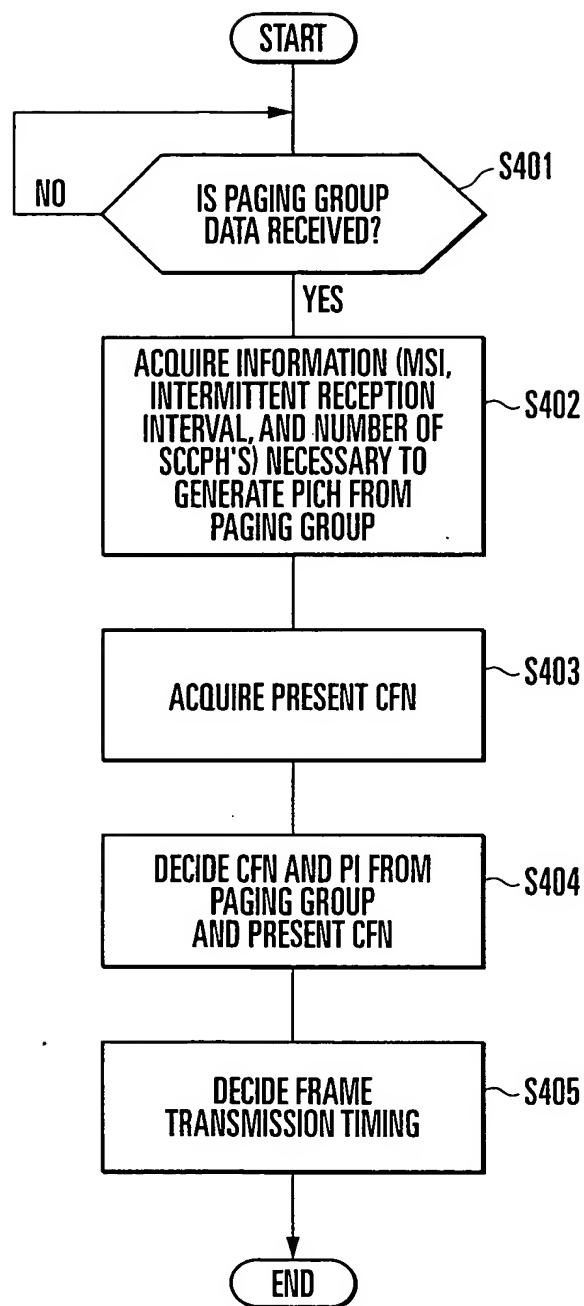 START
S401
NO
IS PAGING GROUP
DATA RECEIVED?
YES
ACQUIRE INFORMATION (MSI,
INTERMITTENT RECEPTION
INTERVAL, AND NUMBER OF
SCCPH'S) NECESSARY TO
GENERATE PICH FROM
PAGING GROUP
S402
ACQUIRE PRESENT CFN
S403
DECIDE CFN AND PI FROM
PAGING GROUP
AND PRESENT CFN
S404
DECIDE FRAME
TRANSMISSION TIMING
S405
END